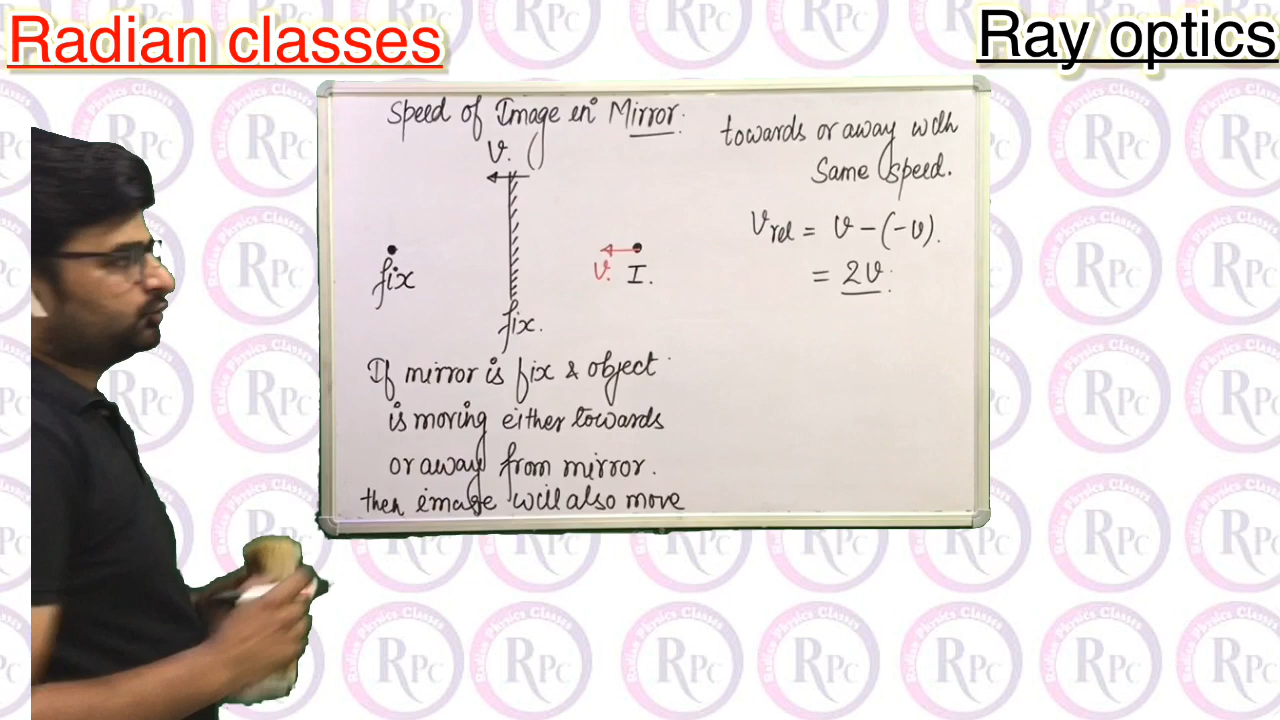 Radian classes
Ray optics
Speed of Image in Mirror.
V.
fix
V. I.
fix.
If mirror is fix & object
is moving either towards
or away from mirror.
then image will also move
towards or away with
Same speed.
Vrel = v - (-v).
= 2v.